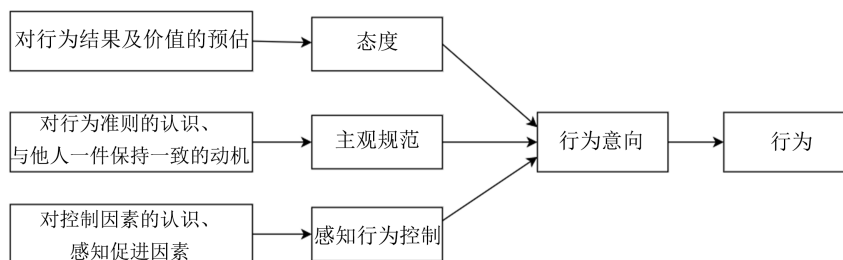 对行为结果及价值的预估
态度
对行为准则的认识、
与他人一件保持一致的动机
主观规范
行为意向
行为
对控制因素的认识、
感知促进因素
感知行为控制